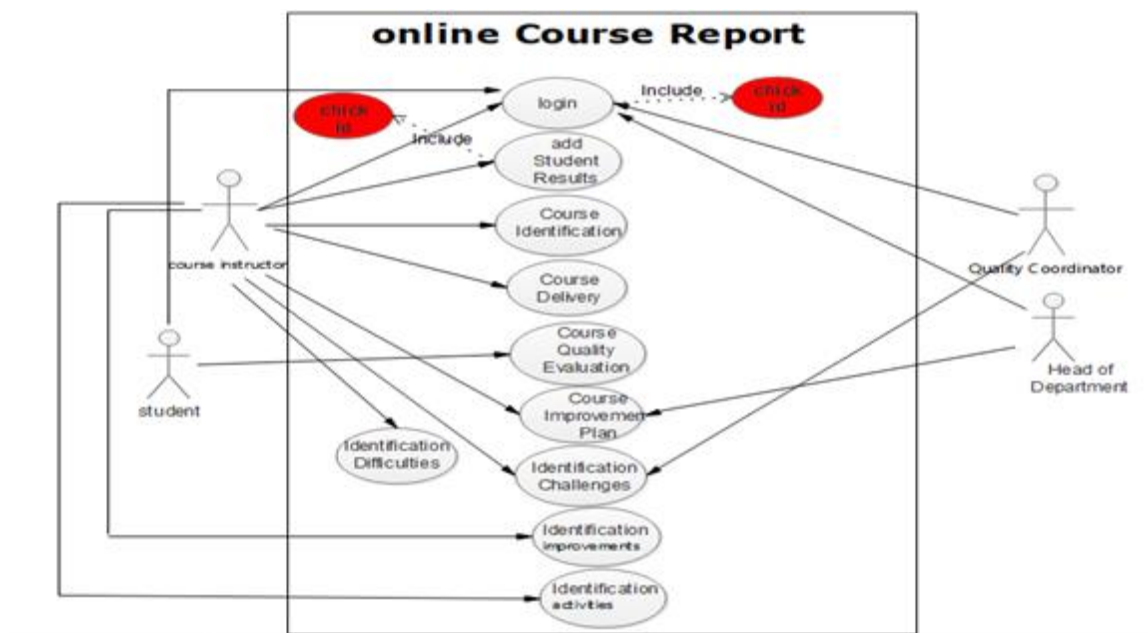 online Course Report
login
Include
chick
id
chick
id
Include
add
Student
Results
Course
Identification
course instructor
Quality Coordinator
Course
Delivery
Course
Quality
Evaluation
student
Head of
Department
Course
Improvemen
Plan
Identification
Difficulties
Identification
Challenges
Identification
improvements
Identification
activities